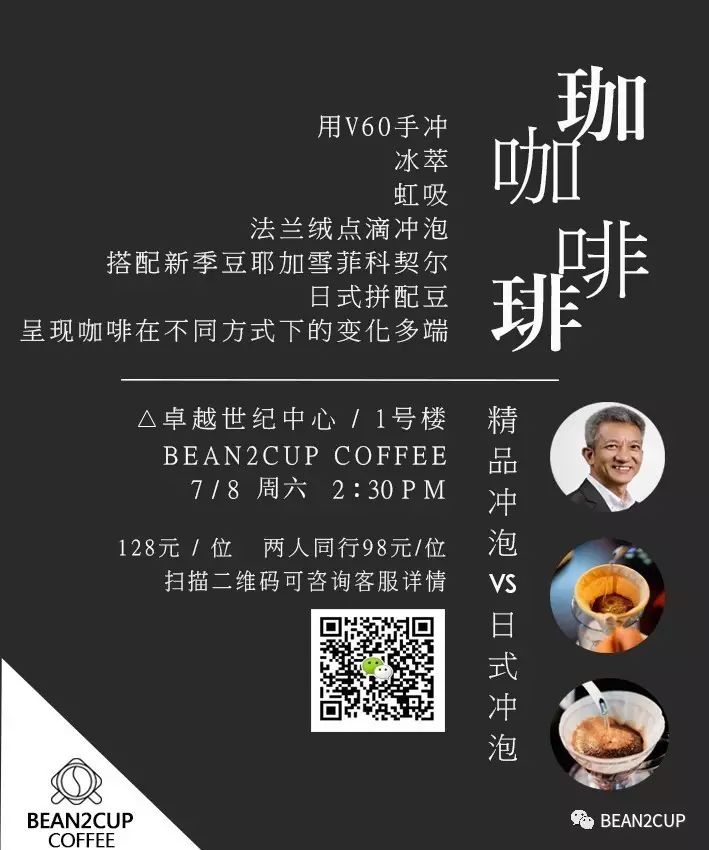 珈
咖
啡
琲
用V60手冲
冰萃
虹吸
法兰绒点滴冲泡
搭配新季豆耶加雪菲科契尔
日式拼配豆
呈现咖啡在不同方式下的变化多端
△卓越世纪中心 / 1号楼
BEAN2CUP COFFEE
7/8 周六 2:30PM
128元 / 位 两人同行98元/位
扫描二维码可咨询客服详情
精品冲泡VS日式冲泡
BEAN2CUP
COFFEE
BEAN2CUP